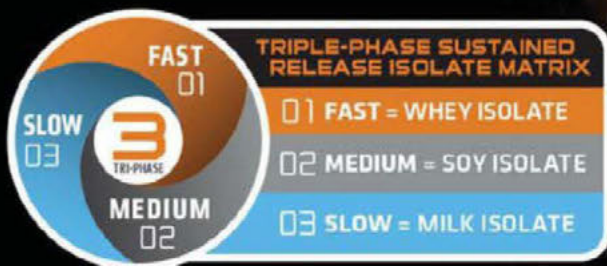 FAST
01
SLOW
03
3
TRI-PHASE
MEDIUM
02
TRIPLE-PHASE SUSTAINED
RELEASE ISOLATE MATRIX
01 FAST = WHEY ISOLATE
02 MEDIUM = SOY ISOLATE
03 SLOW = MILK ISOLATE